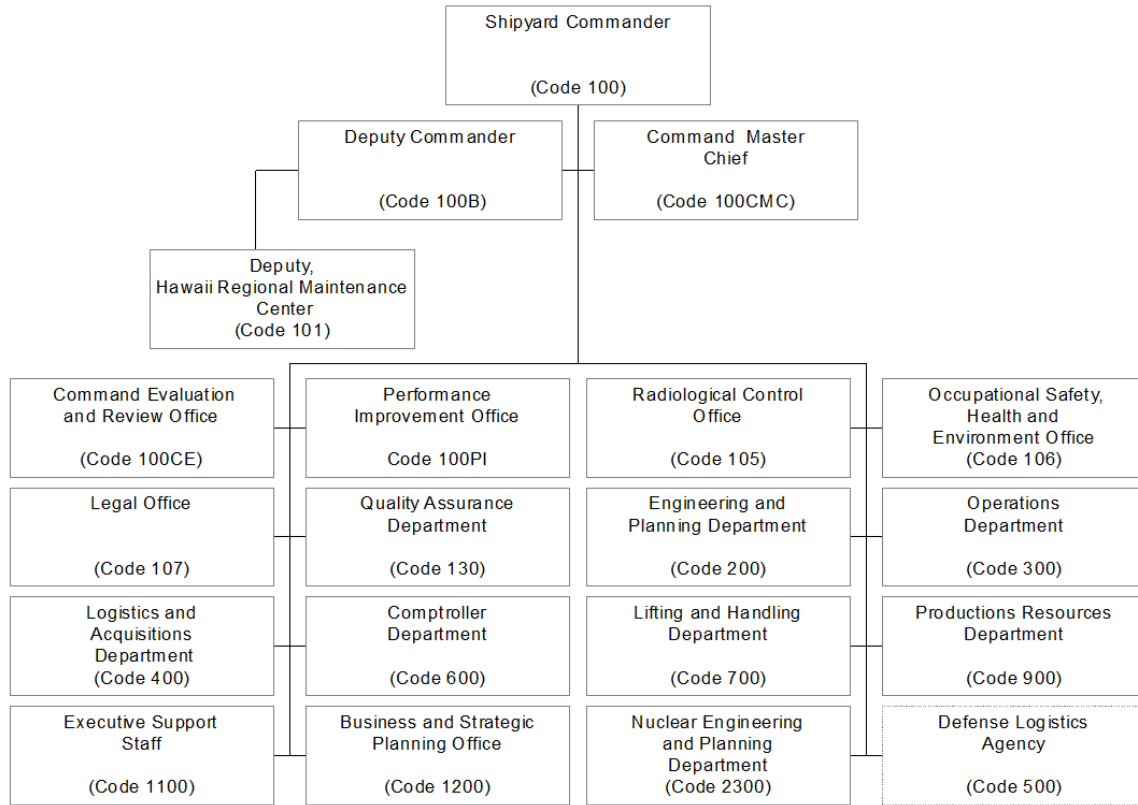 Shipyard Commander
(Code 100)
Deputy Commander
(Code 100B)
Command Master
Chief
(Code 100CMC)
Deputy,
Hawaii Regional Maintenance
Center
(Code 101)
Command Evaluation
and Review Office
(Code 100CE)
Performance
Improvement Office
Code 100PI
Radiological Control
Office
(Code 105)
Occupational Safety,
Health and
Environment Office
(Code 106)
Legal Office
(Code 107)
Quality Assurance
Department
(Code 130)
Engineering and
Planning Department
(Code 200)
Operations
Department
(Code 300)
Logistics and
Acquisitions
Department
(Code 400)
Comptroller
Department
(Code 600)
Lifting and Handling
Department
(Code 700)
Productions Resources
Department
(Code 900)
Executive Support
Staff
(Code 1100)
Business and Strategic
Planning Office
(Code 1200)
Nuclear Engineering
and Planning
Department
(Code 2300)
Defense Logistics
Agency
(Code 500)